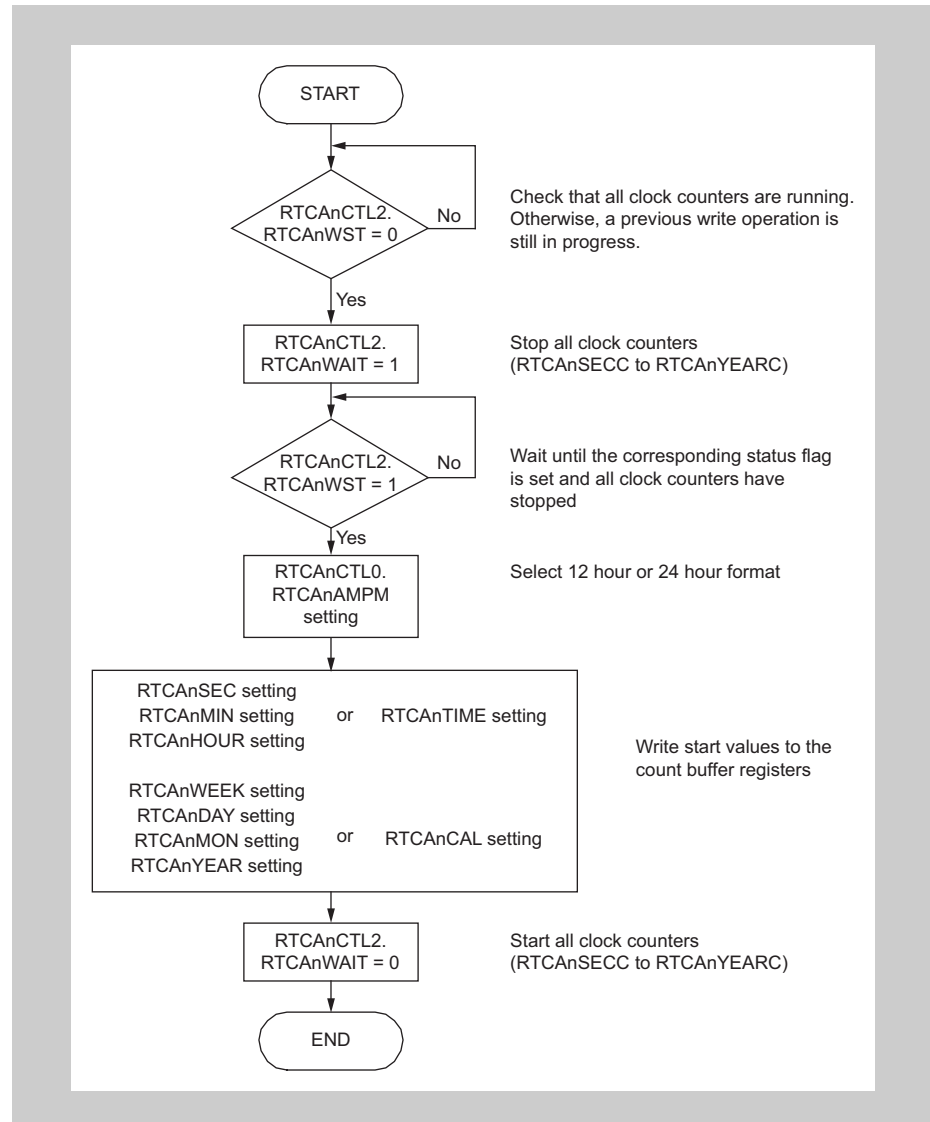 START
RTCAnCTL2.
RTCAnWST = 0
No
Check that all clock counters are running.
Otherwise, a previous write operation is
still in progress.
Yes
RTCAnCTL2.
RTCAnWAIT = 1
Stop all clock counters
(RTCAnSECC to RTCAnYEARC)
RTCAnCTL2.
RTCAnWST = 1
No
Wait until the corresponding status flag
is set and all clock counters have
stopped
Yes
RTCAnCTL0.
RTCAnAMPM
setting
Select 12 hour or 24 hour format
RTCAnSEC setting
RTCAnMIN setting or RTCAnTIME setting
RTCAnHOUR setting
RTCAnWEEK setting
RTCAnDAY setting
RTCAnMON setting or RTCAnCAL setting
RTCAnYEAR setting
Write start values to the
count buffer registers
RTCAnCTL2.
RTCAnWAIT = 0
Start all clock counters
(RTCAnSECC to RTCAnYEARC)
END